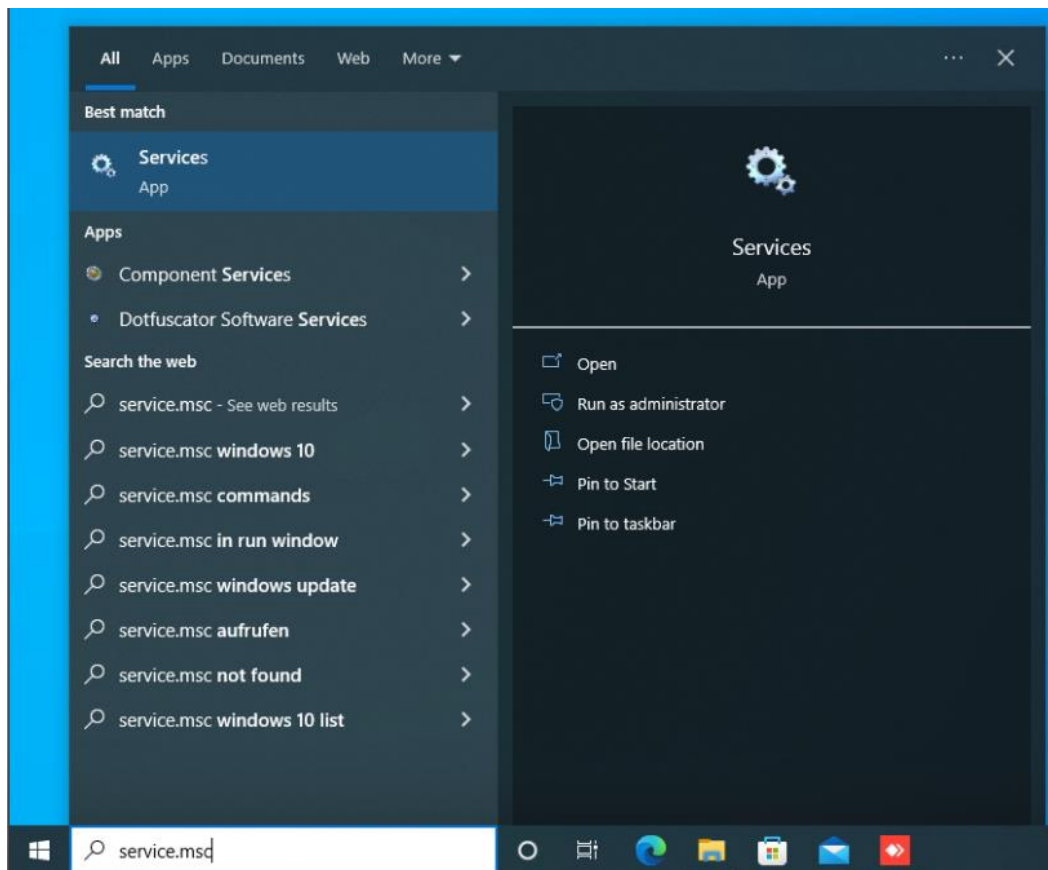 All Apps Documents Web More
Best match
Services
App
Apps
Component Services
Dotfuscator Software Services
Search the web
service.msc - See web results
service.msc windows 10
service.msc commands
service.msc in run window
service.msc windows update
service.msc aufrufen
service.msc not found
service.msc windows 10 list
Services
App
Open
Run as administrator
Open file location
Pin to Start
Pin to taskbar
service.msc